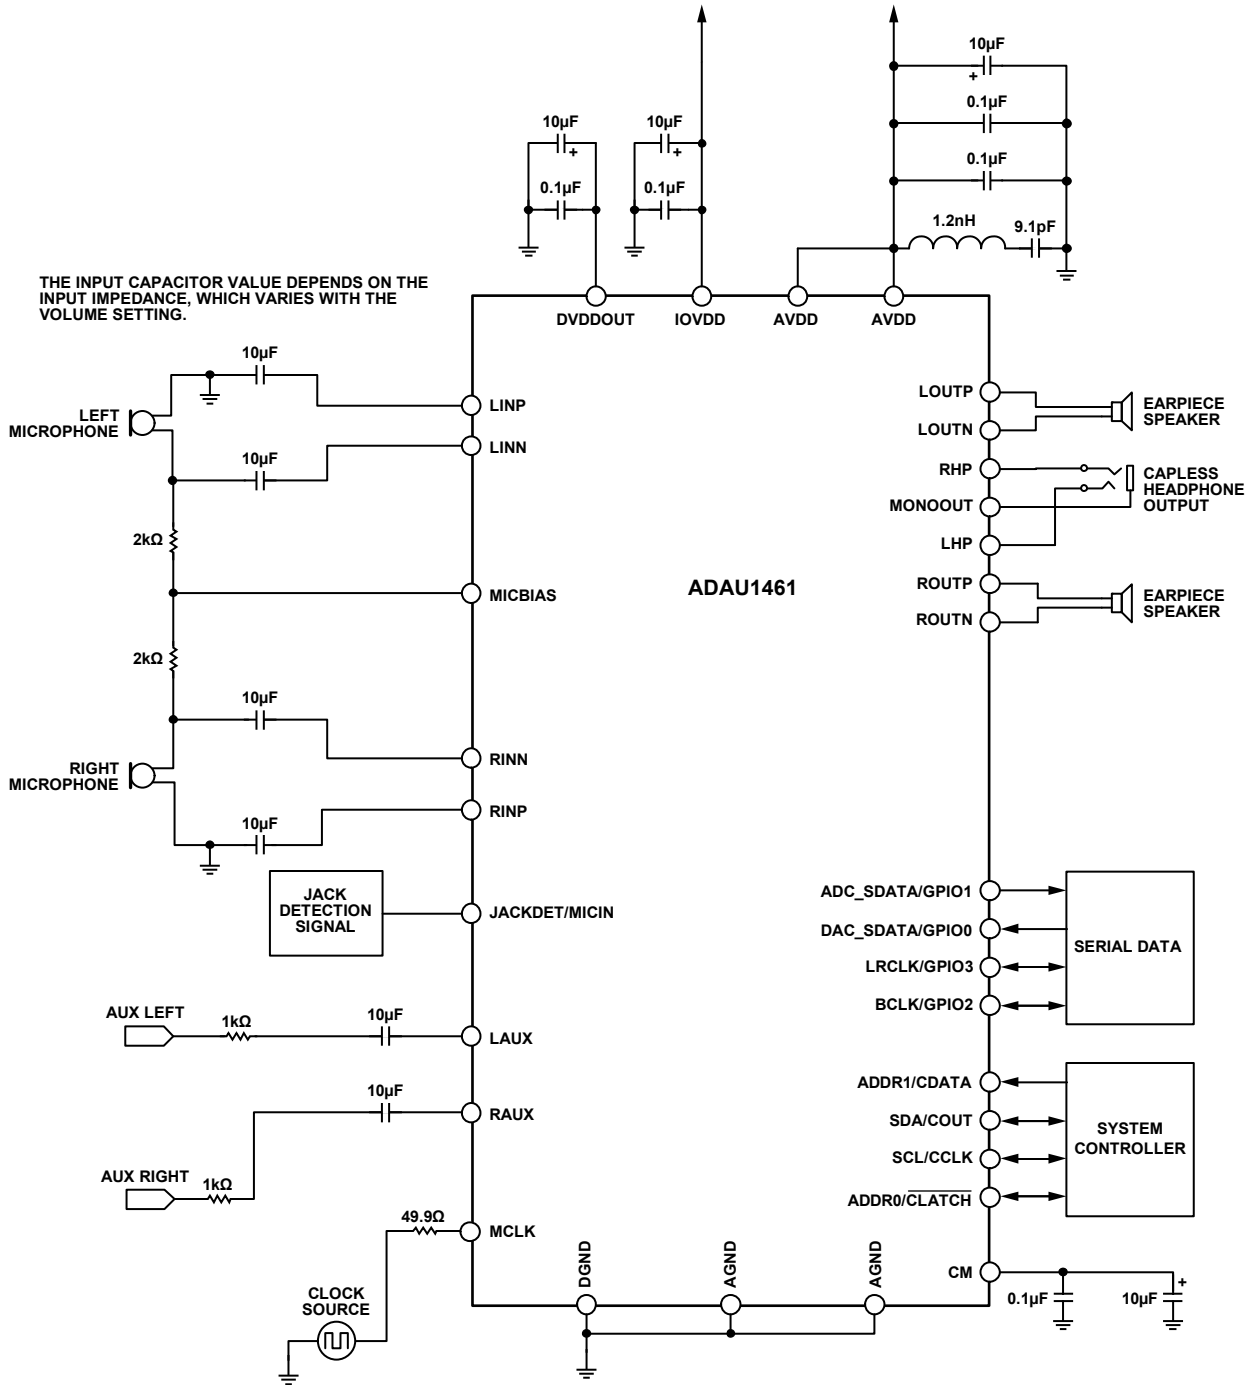 10µF
0.1µF
0.1µF
10µF
10µF
0.1µF
0.1µF
1.2nH
9.1pF
+
+
+
THE INPUT CAPACITOR VALUE DEPENDS ON THE
INPUT IMPEDANCE, WHICH VARIES WITH THE
VOLUME SETTING.
DVDDOUT
IOVDD
AVDD
AVDD
10µF
LEFT
MICROPHONE
LINP
LINN
10µF
2kΩ
MICBIAS
2kΩ
10µF
RINN
RIGHT
MICROPHONE
RINP
10µF
JACK
DETECTION
SIGNAL
JACKDET/MICIN
AUX LEFT
1kΩ
10µF
LAUX
10µF
RAUX
AUX RIGHT
1kΩ
49.9Ω
MCLK
CLOCK
SOURCE
ADAU1461
LOUTP
LOUTN
EARPIECE
SPEAKER
RHP
MONOOUT
LHP
CAPLESS
HEADPHONE
OUTPUT
ROUTP
ROUTN
EARPIECE
SPEAKER
ADC_SDATA/GPIO1
DAC_SDATA/GPIO0
LRCLK/GPIO3
BCLK/GPIO2
SERIAL DATA
ADDR1/CDATA
SDA/COUT
SCL/CCLK
ADDR0/CLATCH
SYSTEM
CONTROLLER
DGND
AGND
AGND
CM
0.1µF
10µF
+